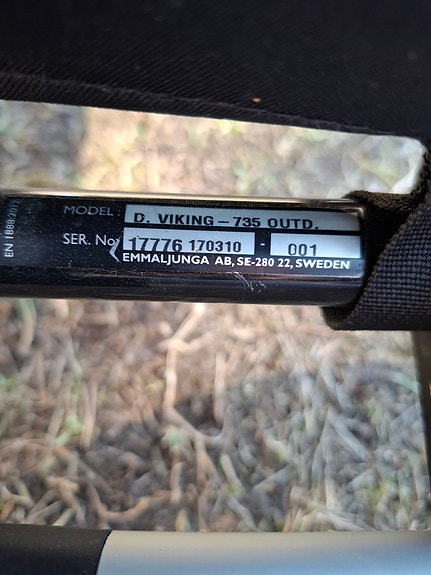 MODEL : D. VIKING – 735 OUTD.
SER. No: 17776 170310 - 001
EMMALJUNGA AB, SE-280 22, SWEDEN
EN 1888:2012